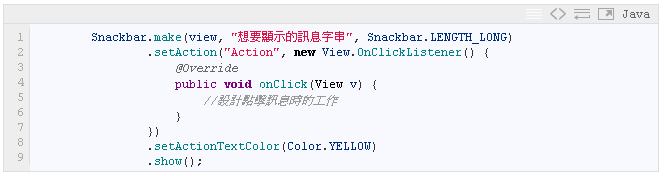 Java
1 Snackbar.make(view, "想要顯示的訊息字串", Snackbar.LENGTH_LONG)
2 .setAction("Action", new View.OnClickListener() {
3 @Override
4 public void onClick(View v) {
5 //設計點擊訊息時的工作
6 }
7 })
8 .setActionTextColor(Color.YELLOW)
9 .show();